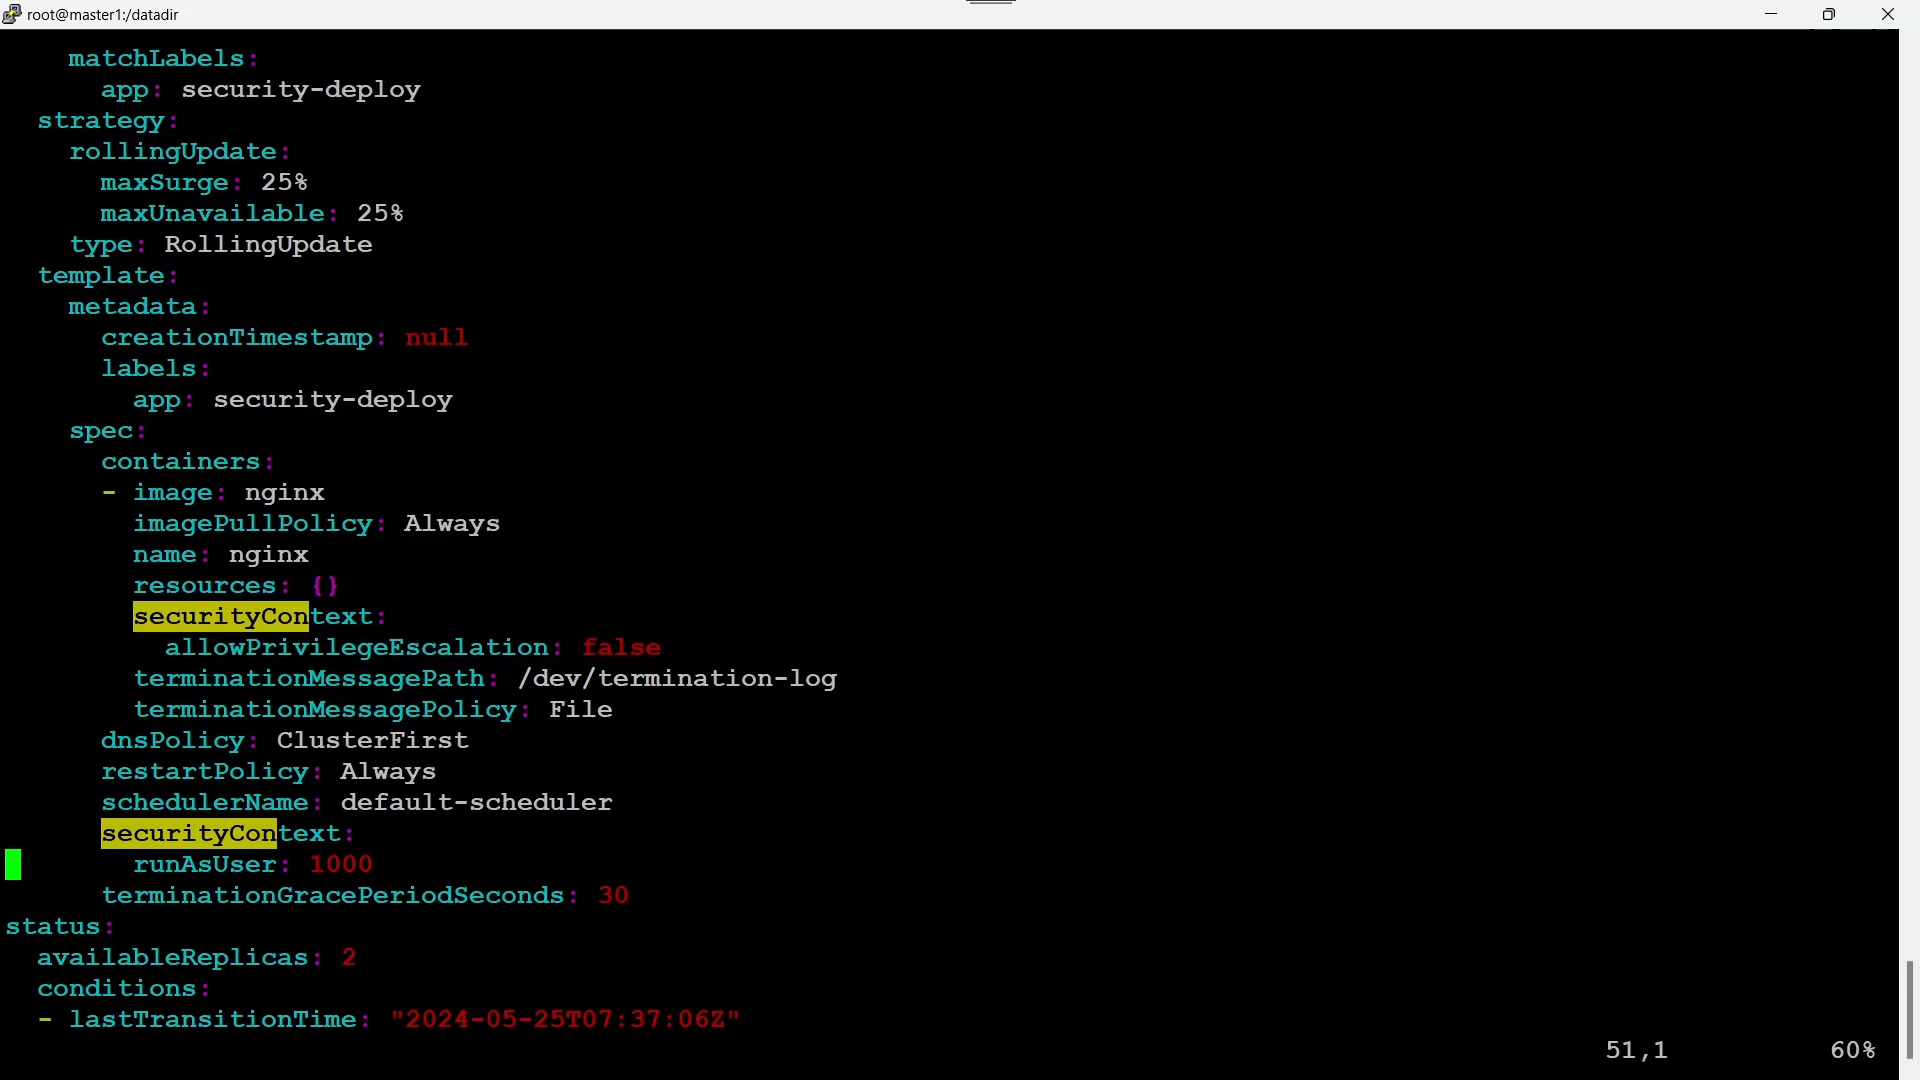 root@master1:/datadir
    matchLabels:
      app: security-deploy
  strategy:
    rollingUpdate:
      maxSurge: 25%
      maxUnavailable: 25%
    type: RollingUpdate
  template:
    metadata:
      creationTimestamp: null
      labels:
        app: security-deploy
    spec:
      containers:
      - image: nginx
        imagePullPolicy: Always
        name: nginx
        resources: {}
        securityContext:
          allowPrivilegeEscalation: false
        terminationMessagePath: /dev/termination-log
        terminationMessagePolicy: File
      dnsPolicy: ClusterFirst
      restartPolicy: Always
      schedulerName: default-scheduler
      securityContext:
        runAsUser: 1000
      terminationGracePeriodSeconds: 30
status:
  availableReplicas: 2
  conditions:
  - lastTransitionTime: "2024-05-25T07:37:06Z"
51,1 60%